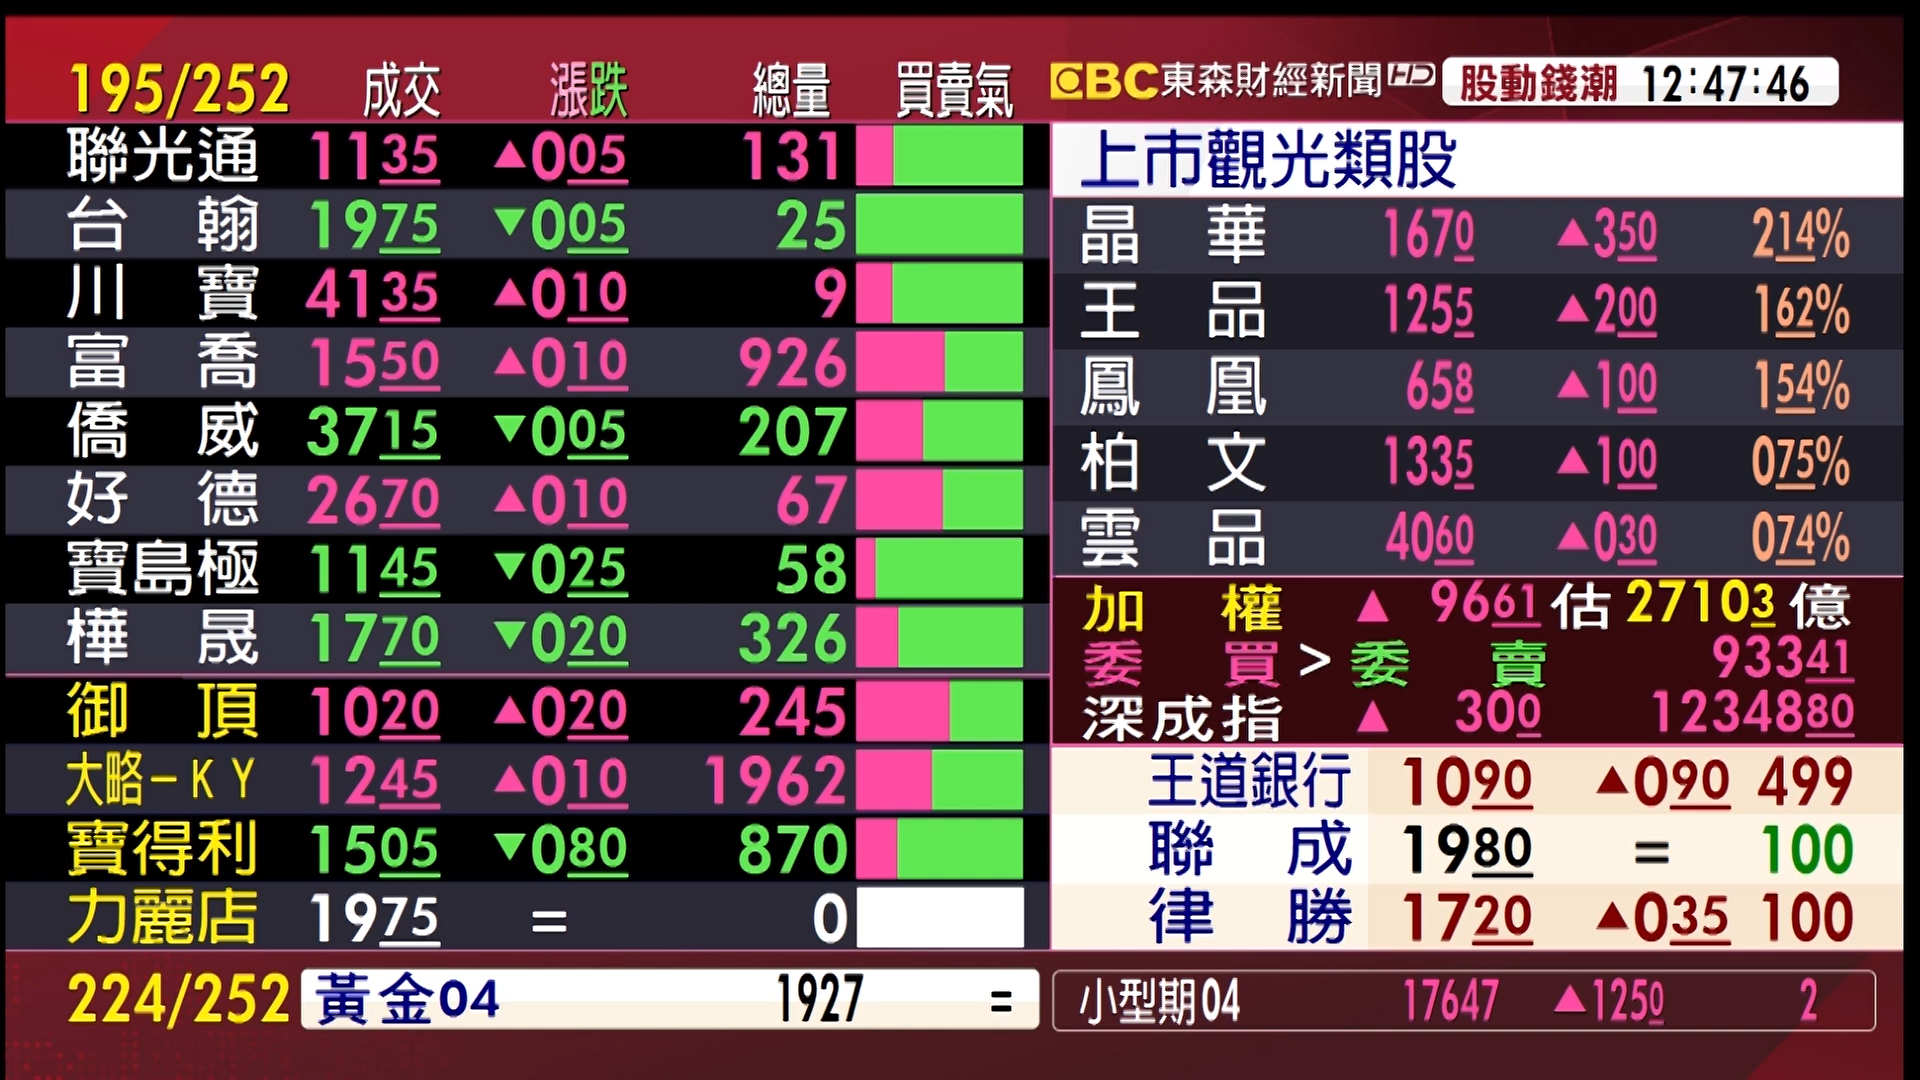 195/252 成交 漲跌 總量 買賣氣
聯光通 1135 ▲005 131
台翰 1975 ▼005 25
川寶 4135 ▲010 9
富喬 1550 ▲010 926
僑威 3715 ▼005 207
好德 2670 ▲010 67
寶島極 1145 ▼025 58
樺晟 1770 ▼020 326
御頂 1020 ▲020 245
大略-KY 1245 ▲010 1962
寶得利 1505 ▼080 870
力麗店 1975 = 0
EBC東森財經新聞HD 股動錢潮 12:47:46
上市觀光類股
晶華 1670 ▲350 214%
王品 1255 ▲200 162%
鳳凰 658 ▲100 154%
柏文 1335 ▲100 075%
雲品 4060 ▲030 074%
加權 ▲ 9661 估 27103 億
委買>委賣 93341
深成指 ▲ 300 1234880
王道銀行 1090 ▲090 499
聯成 1980 = 100
律勝 1720 ▲035 100
224/252 黃金04 1927 =
小型期04 17647 ▲1250 2